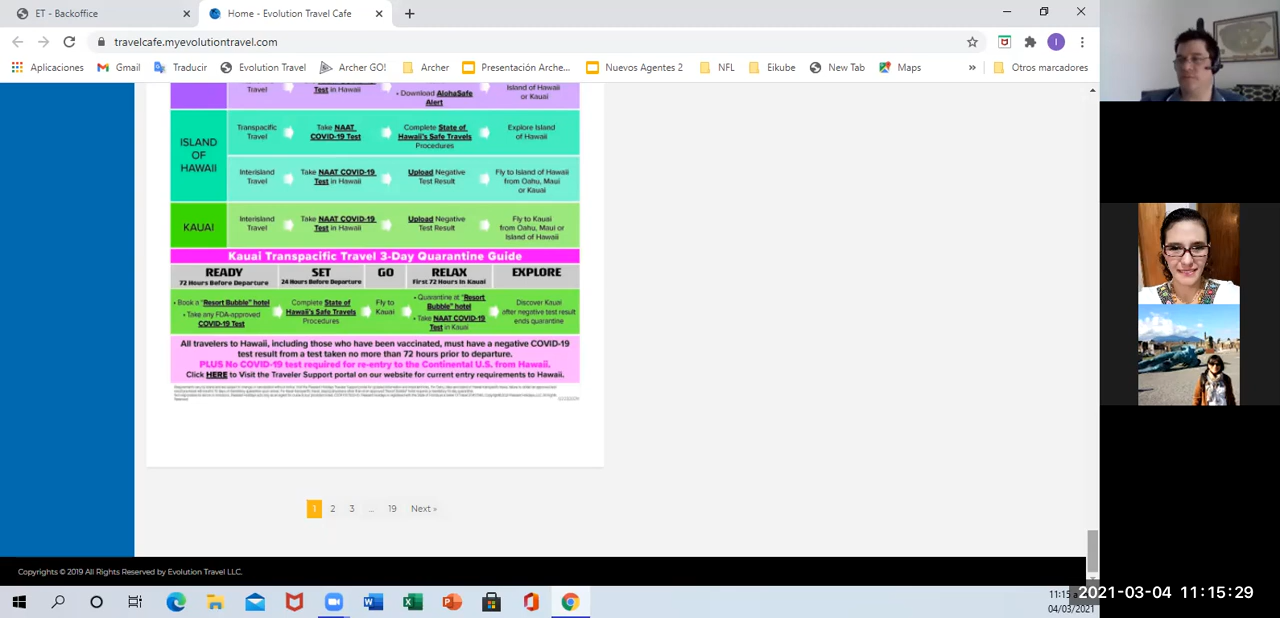 ET - Backoffice
Home - Evolution Travel Cafe
travelcafe.myevolutiontravel.com
Aplicaciones
Gmail
Traducir
Evolution Travel
Archer GO!
Archer
Presentación Arche...
Nuevos Agentes 2
NFL
Eikube
New Tab
Maps
»
Otros marcadores
Travel
Test in Hawaii
• Download AlohaSafe
Alert
Island of Hawaii
or Kauai
ISLAND
OF
HAWAII
Transpacific
Travel
Take NAAT
COVID-19 Test
Complete State of
Hawaii's Safe Travels
Procedures
Explore Island
of Hawaii
Interisland
Travel
Take NAAT COVID-19
Test in Hawaii
Upload Negative
Test Result
Fly to Island of Hawaii
from Oahu, Maui
or Kauai
KAUAI
Interisland
Travel
Take NAAT COVID-19
Test in Hawaii
Upload Negative
Test Result
Fly to Kauai
from Oahu, Maui or
Island of Hawaii
Kauai Transpacific Travel 3-Day Quarantine Guide
READY
72 Hours Before Departure
SET
24 Hours Before Departure
GO
RELAX
First 72 Hours In Kauai
EXPLORE
• Book a "Resort Bubble" hotel
• Take any FDA-approved
COVID-19 Test
Complete State of
Hawaii's Safe Travels
Procedures
Fly to
Kauai
• Quarantine at "Resort
Bubble" hotel
• Take NAAT COVID-19
Test in Kauai
Discover Kauai
after negative test result
ends quarantine
All travelers to Hawaii, including those who have been vaccinated, must have a negative COVID-19
test result from a test taken no more than 72 hours prior to departure.
PLUS No COVID-19 test required for re-entry to the Continental U.S. from Hawaii.
Click HERE to Visit the Traveler Support portal on our website for current entry requirements to Hawaii.
1 2 3 ... 19 Next »
Copyrights © 2019 All Rights Reserved by Evolution Travel LLC.
11:15 a
04/03/2021
2021-03-04 11:15:29